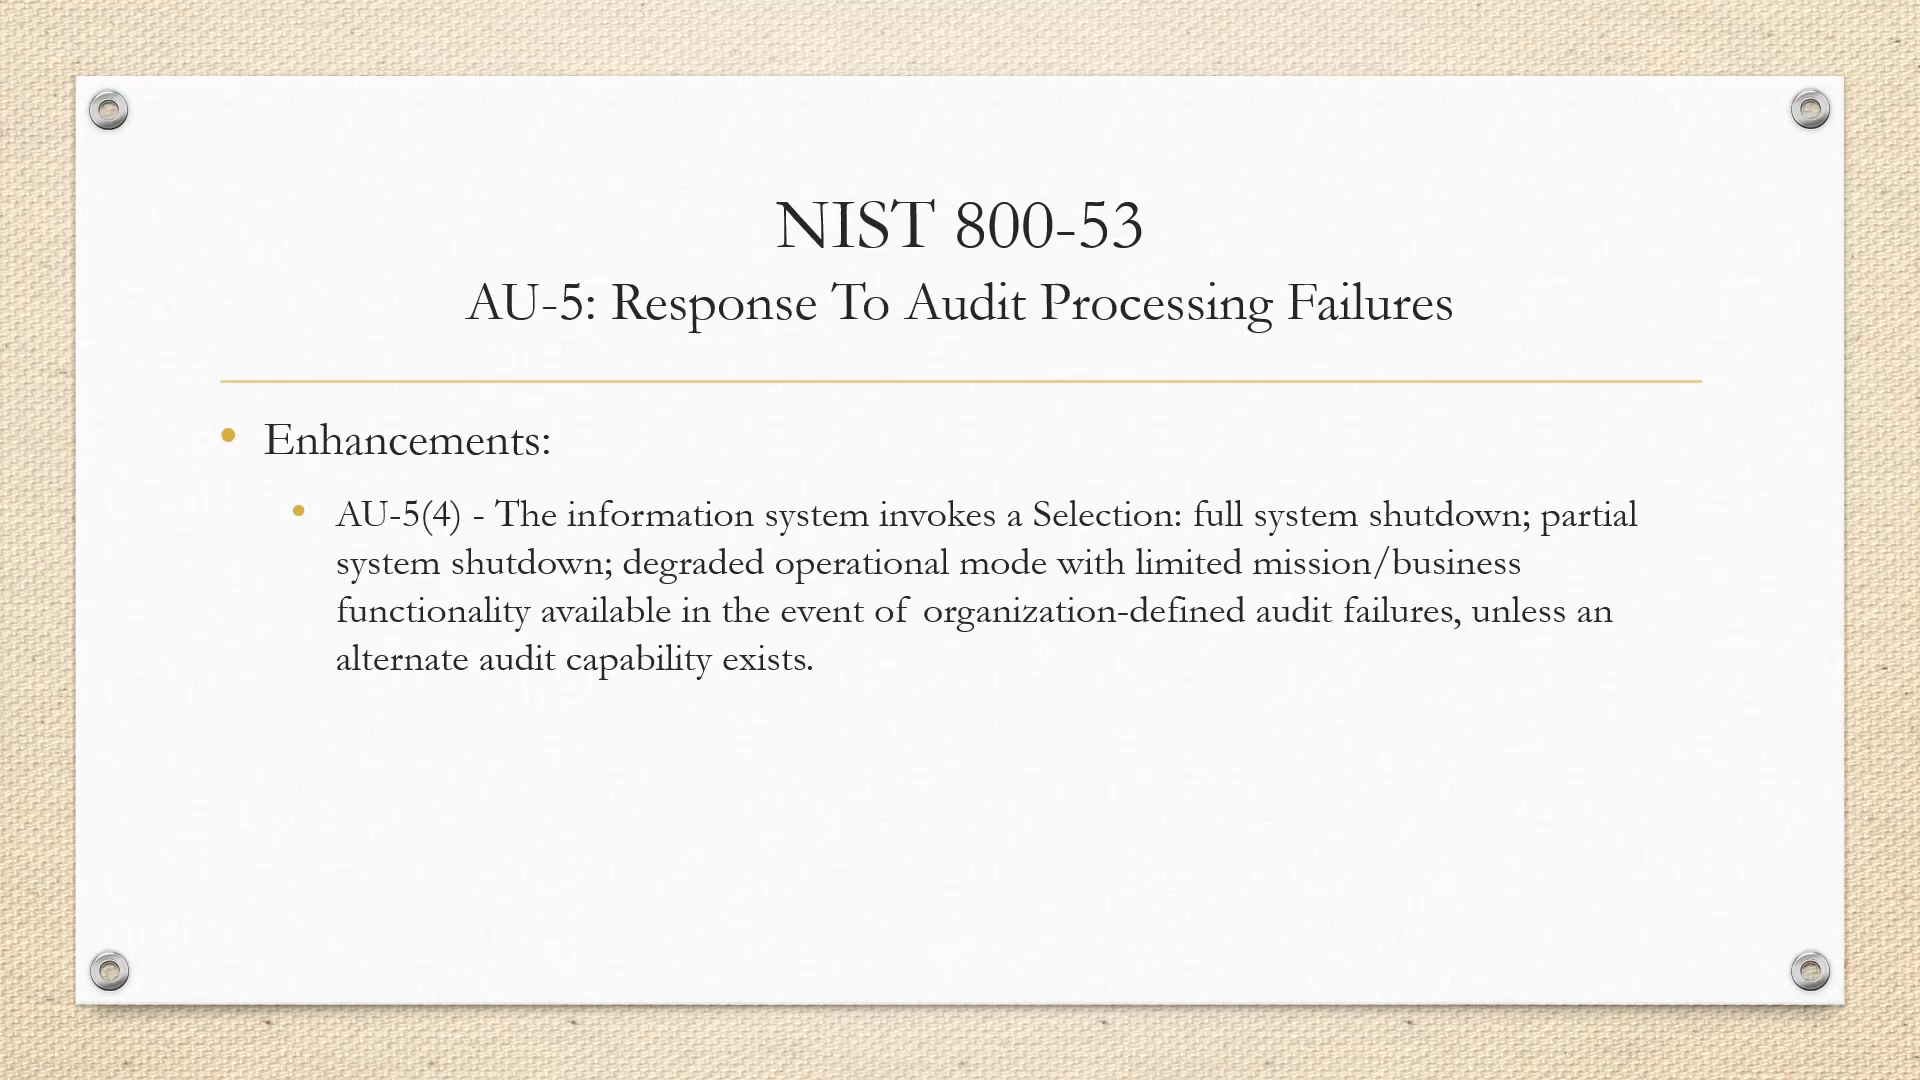 NIST 800-53
AU-5: Response To Audit Processing Failures
• Enhancements:
• AU-5(4) - The information system invokes a Selection: full system shutdown; partial
system shutdown; degraded operational mode with limited mission/business
functionality available in the event of organization-defined audit failures, unless an
alternate audit capability exists.